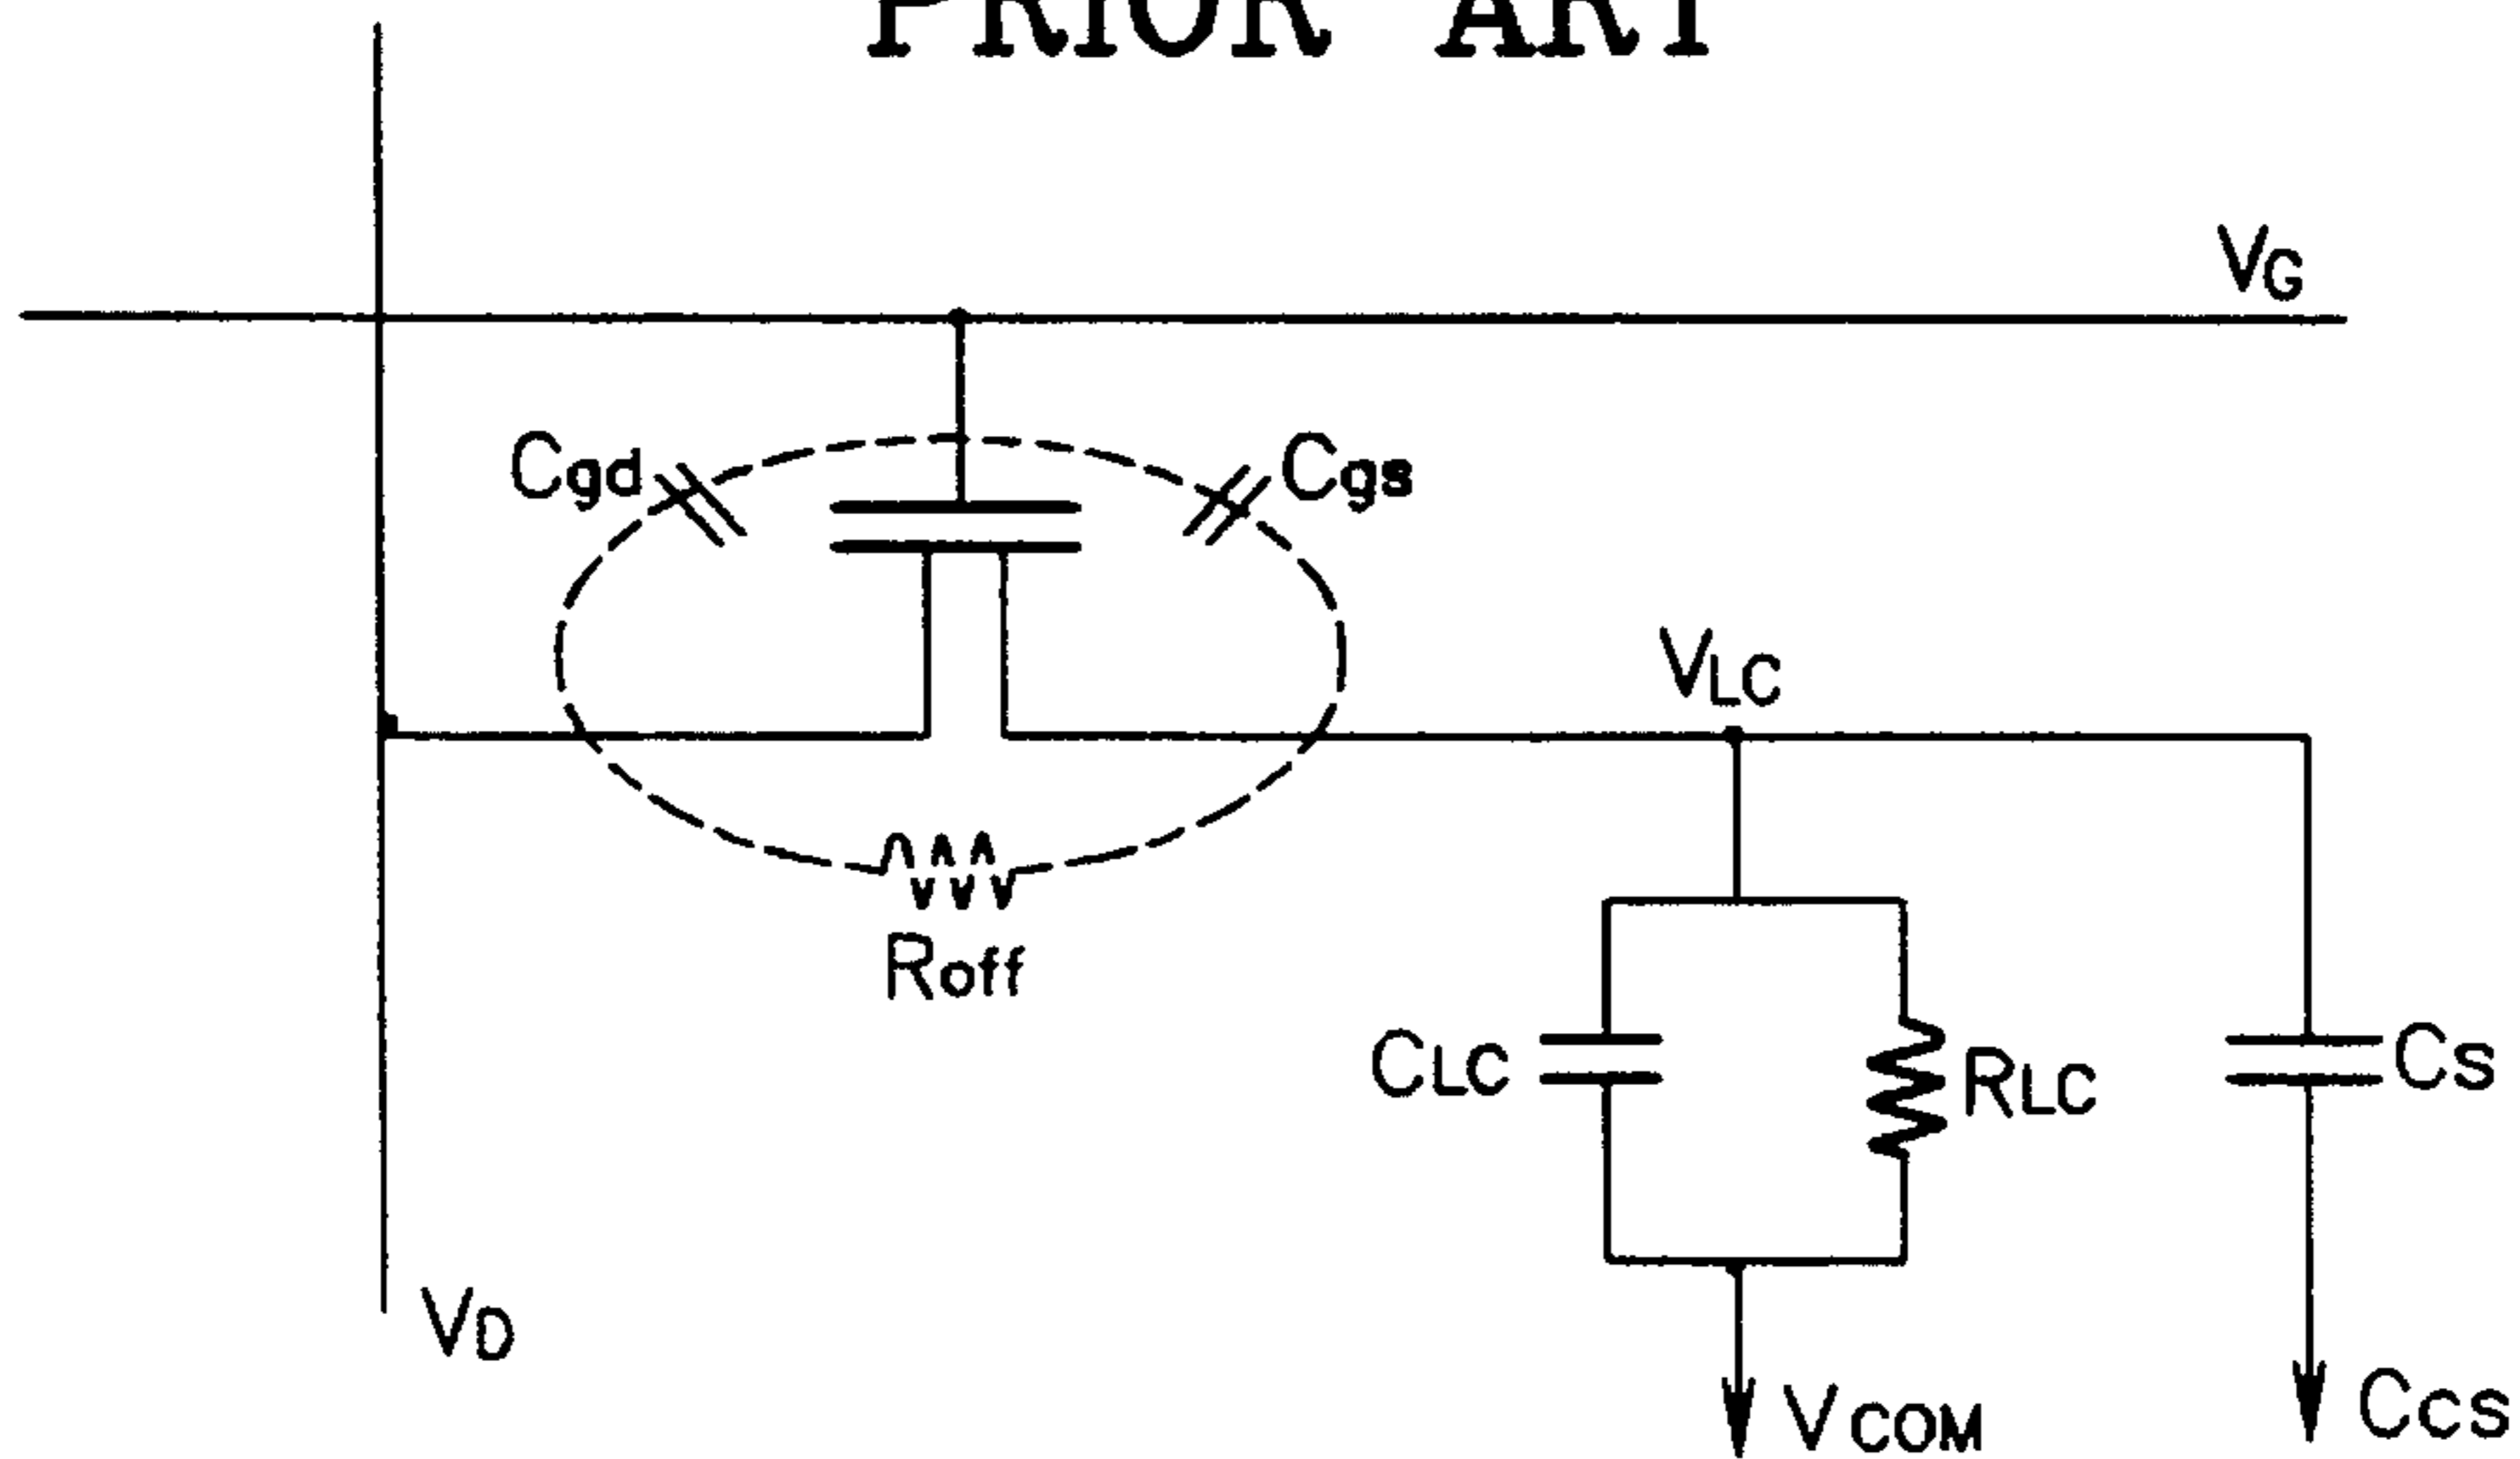 PRIOR ART
VG
Cgd
Cgs
VLC
Roff
CLC
RLC
CS
VD
VCOM
CCS